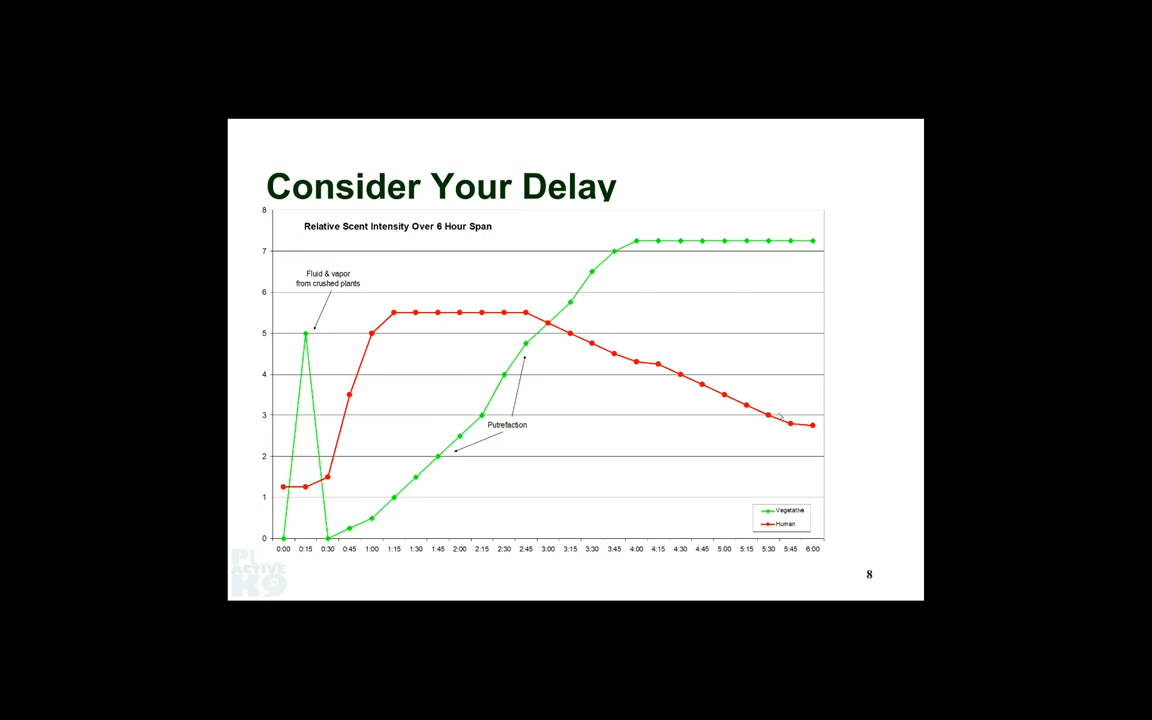 Consider Your Delay
Relative Scent Intensity Over 6 Hour Span
Fluid & vapor
from crushed plants
Putrefaction
8
7
6
5
4
3
2
1
0
0:00 0:15 0:30 0:45 1:00 1:15 1:30 1:45 2:00 2:15 2:30 2:45 3:00 3:15 3:30 3:45 4:00 4:15 4:30 4:45 5:00 5:15 5:30 5:45 6:00
Vegetative
Human
ACTIVE
K9
8